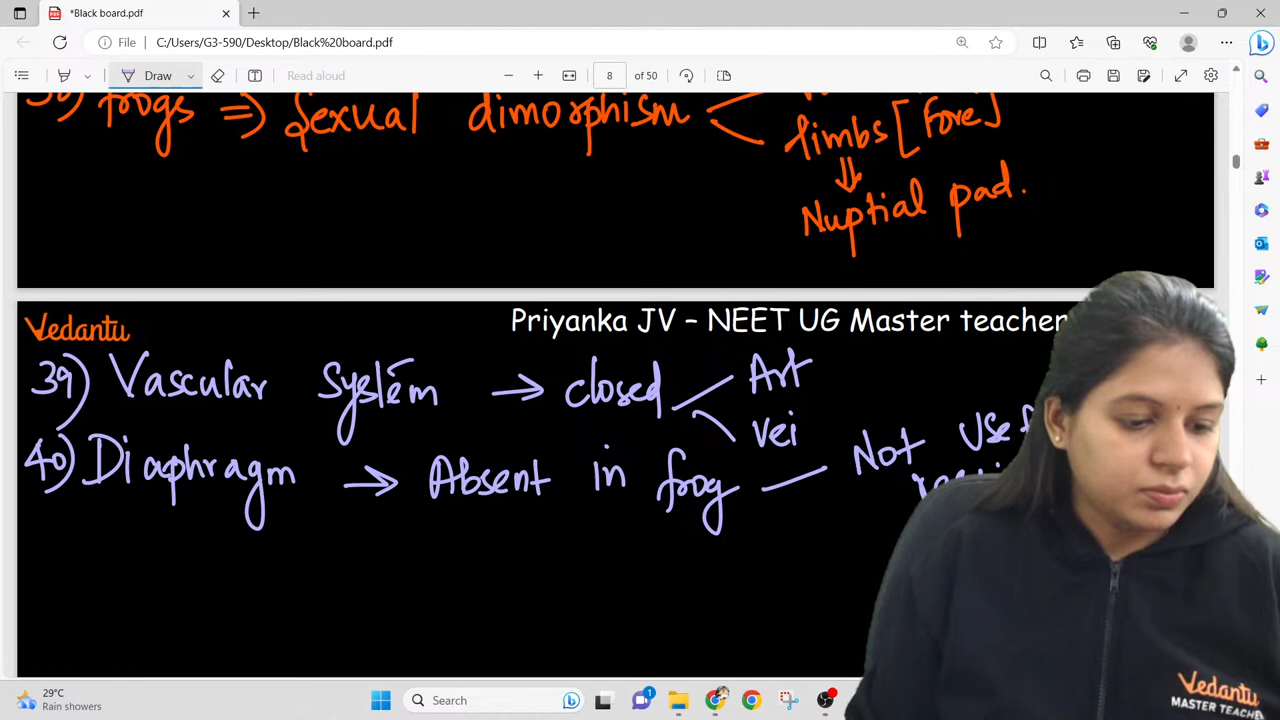 *Black board.pdf
File C:/Users/G3-590/Desktop/Black%20board.pdf
Draw Read aloud 8 of 50
frogs ⇒ Sexual dimorphism
limbs [Fore]
⇓
Nuptial pad.
Vedantu Priyanka JV – NEET UG Master teacher
39) Vascular System → closed Art
vei
40) Diaphragm → Absent in frog — Not
Vedantu
MASTER TEACHER
29°C
Rain showers
Search
1